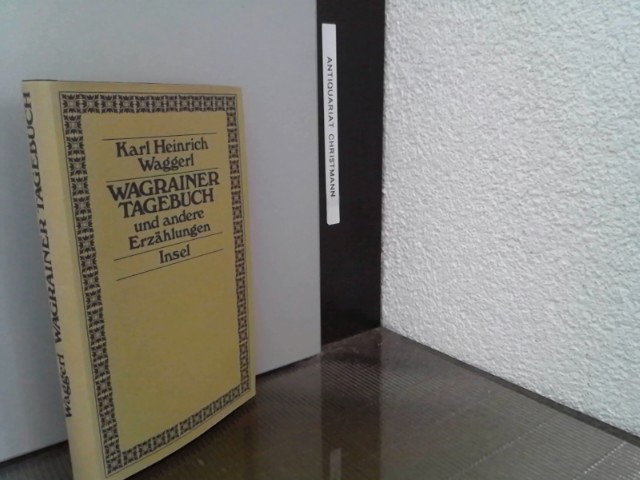 Waggerl WAGRAINER TAGEBUCH
Karl Heinrich
Waggerl
WAGRAINER
TAGEBUCH
und andere
Erzählungen
Insel
ANTIQUARIAT CHRISTMANN